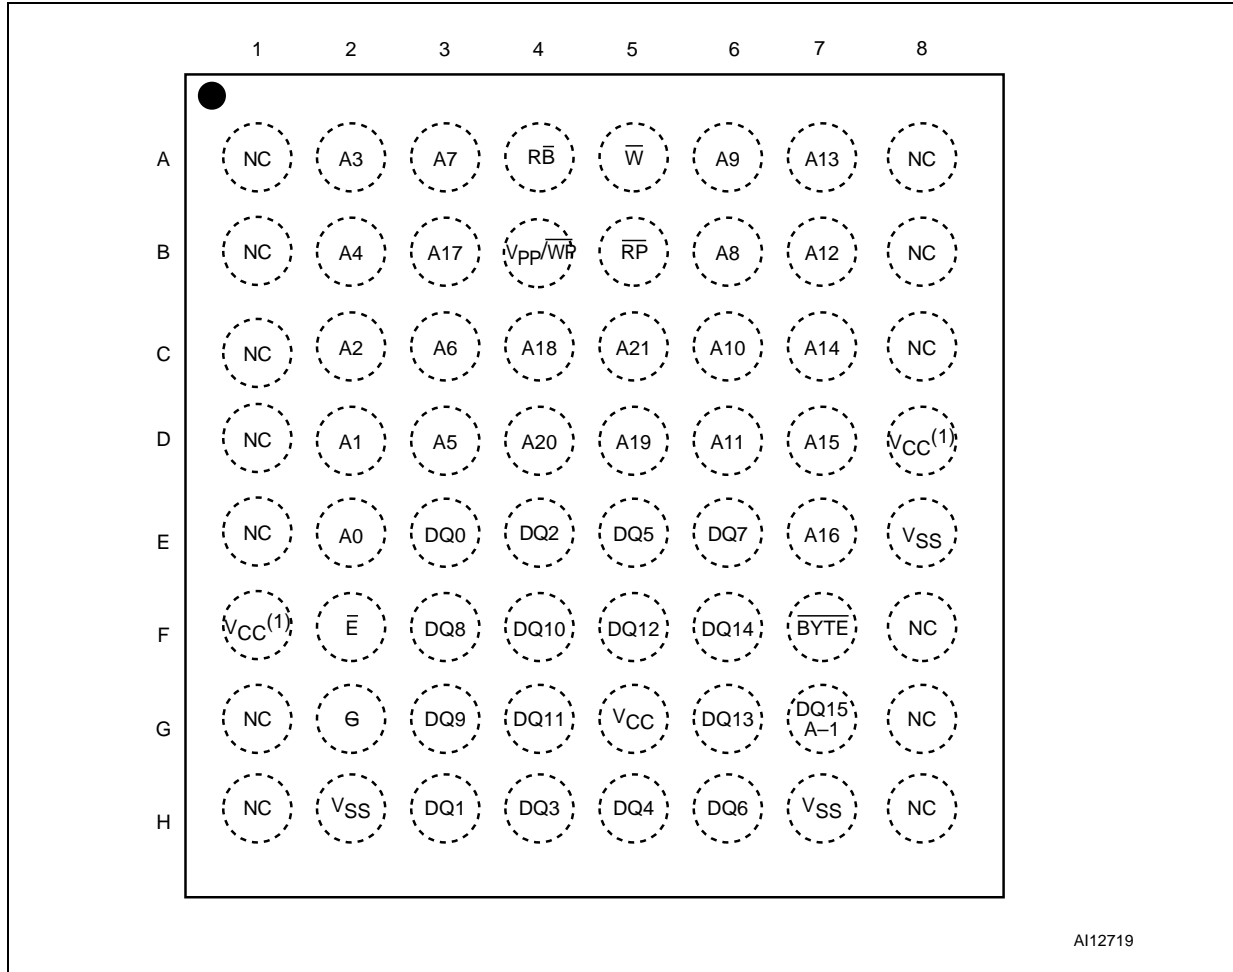 1 2 3 4 5 6 7 8
A NC A3 A7 RB̅ W̅ A9 A13 NC
B NC A4 A17 VPP/W̅P̅ R̅P̅ A8 A12 NC
C NC A2 A6 A18 A21 A10 A14 NC
D NC A1 A5 A20 A19 A11 A15 VCC(1)
E NC A0 DQ0 DQ2 DQ5 DQ7 A16 VSS
F VCC(1) E̅ DQ8 DQ10 DQ12 DQ14 B̅Y̅T̅E̅ NC
G NC G̅ DQ9 DQ11 VCC DQ13 DQ15 A–1 NC
H NC VSS DQ1 DQ3 DQ4 DQ6 VSS NC
AI12719